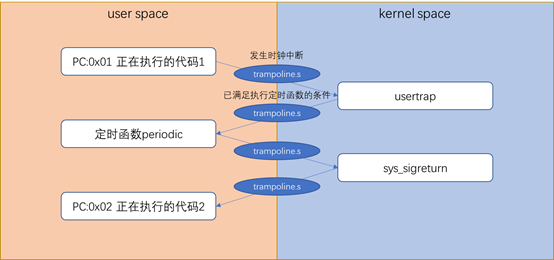 user space
kernel space
PC:0x01 正在执行的代码1
发生时钟中断
trampoline.s
usertrap
已满足执行定时函数的条件
trampoline.s
定时函数periodic
trampoline.s
sys_sigreturn
trampoline.s
PC:0x02 正在执行的代码2